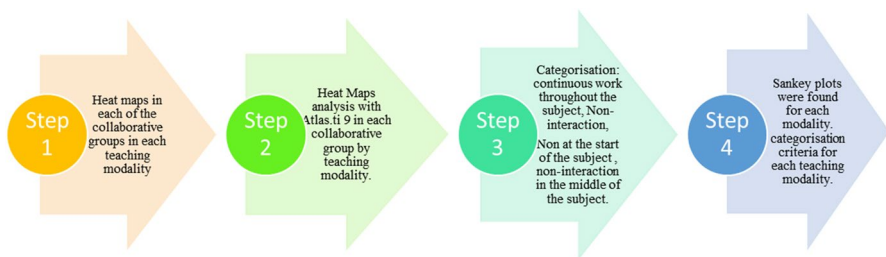 Step
1
Heat maps in
each of the
collaborative
groups in each
teaching
modality
Step
2
Heat Maps
analysis with
Atlas.ti 9 in each
collaborative
group by
teaching
modality.
Step
3
Categorisation:
continuous work
throughout the
subject, Non-
interaction,
Non at the start
of the subject ,
non-interaction
in the middle of
the subject.
Step
4
Sankey plots
were found for
each modality.
categorisation
criteria for
each teaching
modality.